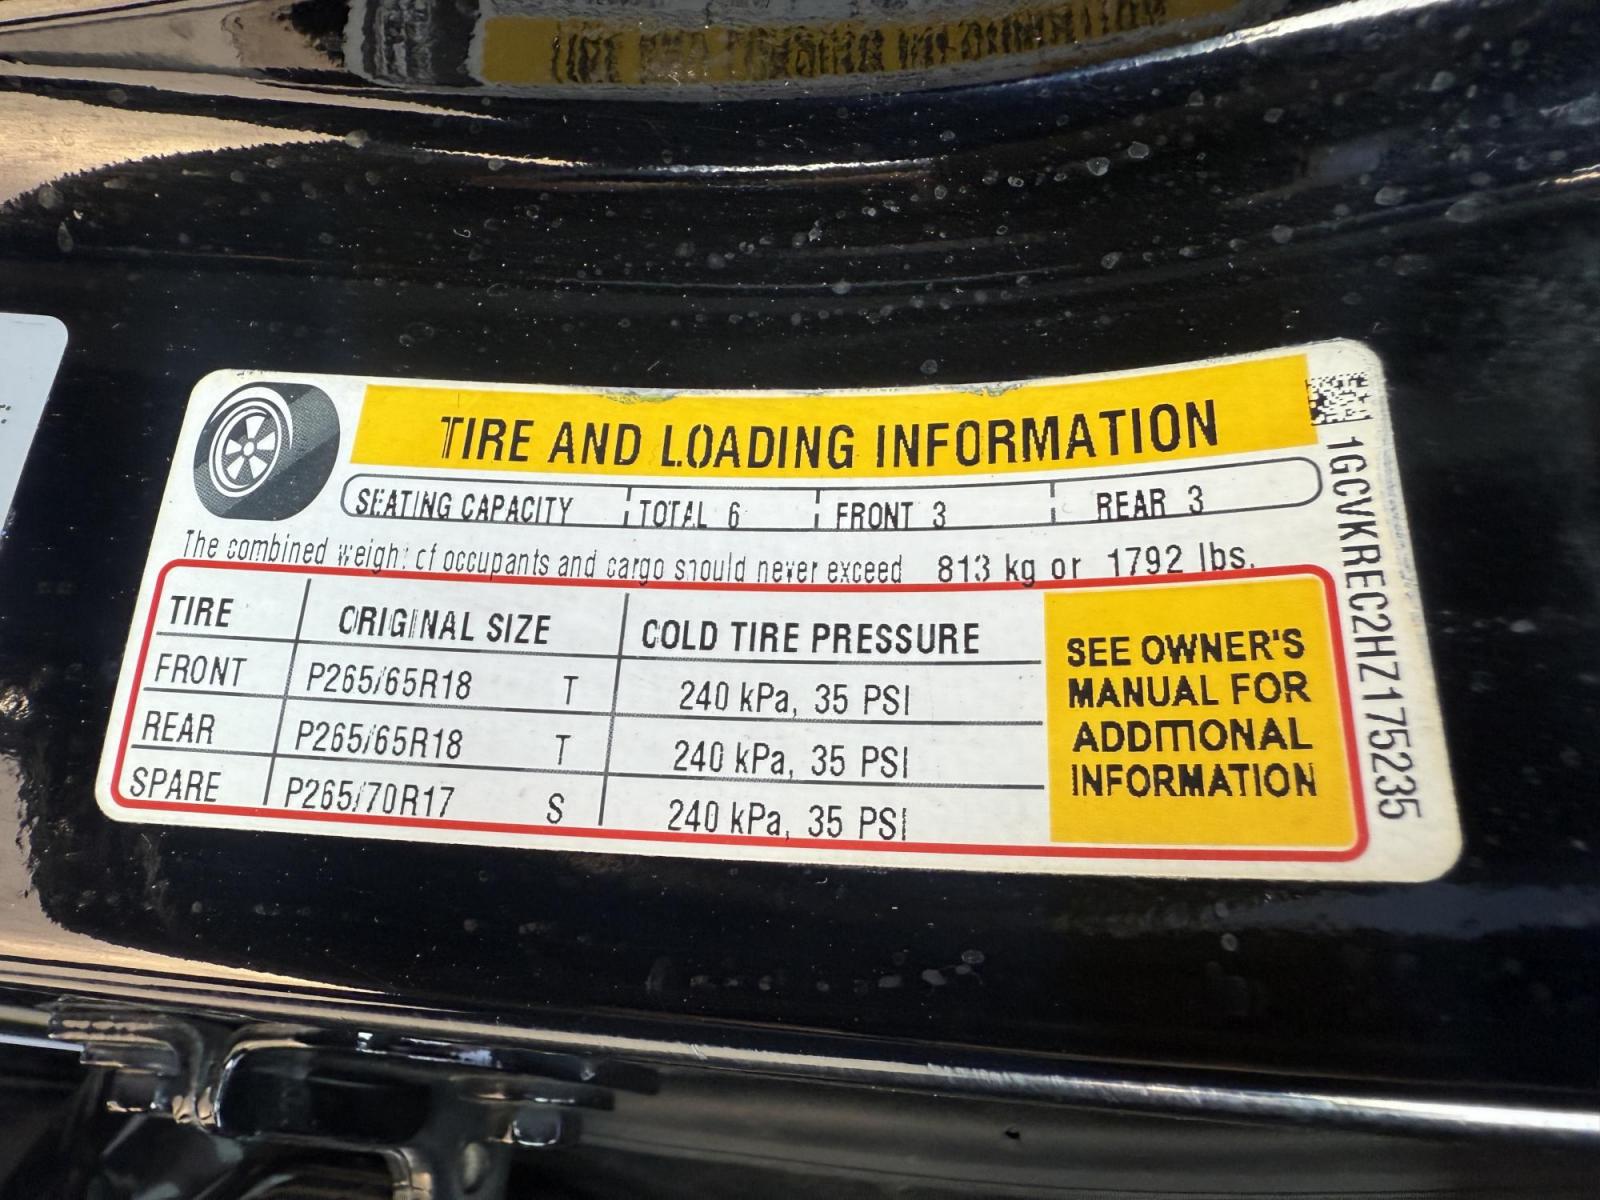 TIRE AND LOADING INFORMATION
SEATING CAPACITY TOTAL 6 FRONT 3 REAR 3
The combined weight of occupants and cargo should never exceed 813 kg or 1792 lbs.
TIRE ORIGINAL SIZE COLD TIRE PRESSURE
FRONT P265/65R18 T 240 kPa, 35 PSI
REAR P265/65R18 T 240 kPa, 35 PSI
SPARE P265/70R17 S 240 kPa, 35 PSI
SEE OWNER'S
MANUAL FOR
ADDITIONAL
INFORMATION
1GCVKREC2HZ175235